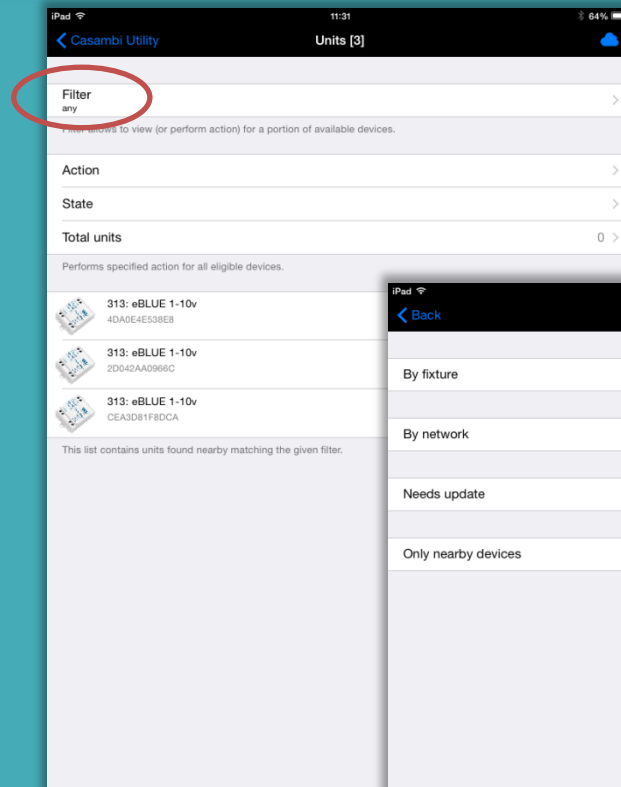 iPad 11:31 64%
Casambi Utility Units [3]
Filter
any
Filter allows to view (or perform action) for a portion of available devices.
Action
State
Total units 0
Performs specified action for all eligible devices.
313: eBLUE 1-10v
4DA0E4E538E8
313: eBLUE 1-10v
2D042AA0966C
313: eBLUE 1-10v
CEA3D81F8DCA
This list contains units found nearby matching the given filter.
iPad
Back
By fixture
By network
Needs update
Only nearby devices